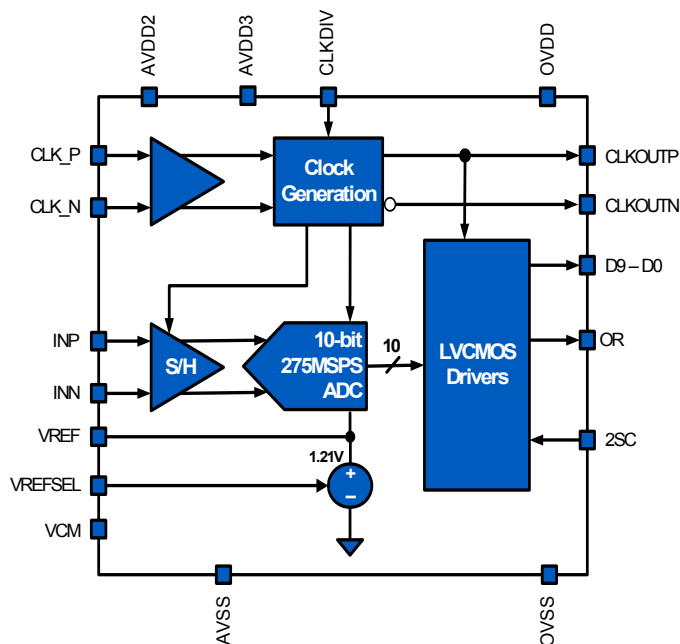 AVDD2
AVDD3
CLKDIV
OVDD
CLK_P
CLK_N
Clock
Generation
CLKOUTP
CLKOUTN
D9 – D0
INP
INN
S/H
10-bit
275MSPS
ADC
10
LVCMOS
Drivers
OR
VREF
1.21V
+
–
2SC
VREFSEL
VCM
AVSS
OVSS